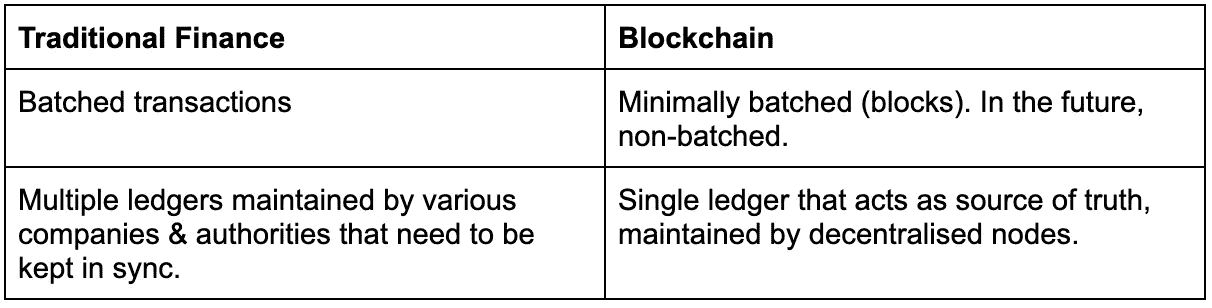 Traditional Finance
Blockchain
Batched transactions
Minimally batched (blocks). In the future,
non-batched.
Multiple ledgers maintained by various
companies & authorities that need to be
kept in sync.
Single ledger that acts as source of truth,
maintained by decentralised nodes.